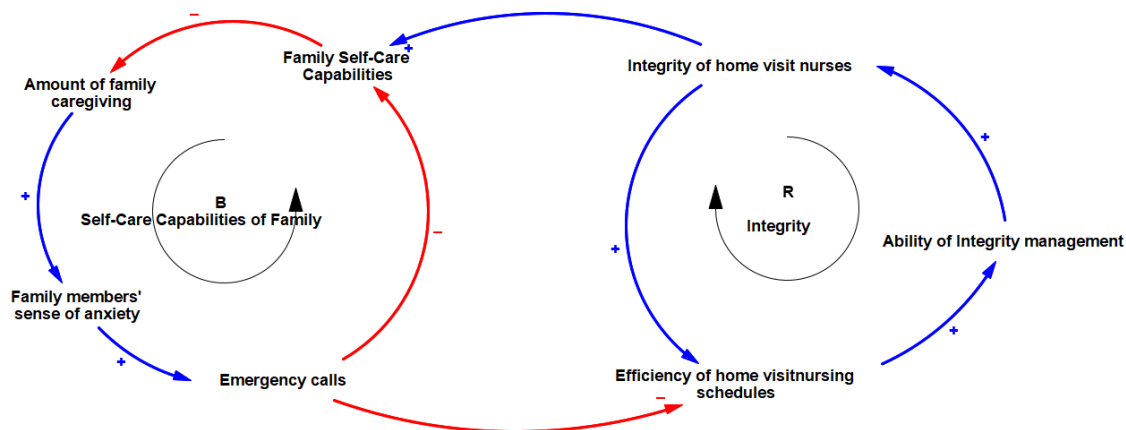 Family Self-Care
Capabilities
Integrity of home visit nurses
Amount of family
caregiving
B
Self-Care Capabilities of Family
R
Integrity
Ability of Integrity management
Family members'
sense of anxiety
Emergency calls
Efficiency of home visitnursing
schedules
−
+
+
+
−
+
+
+
−